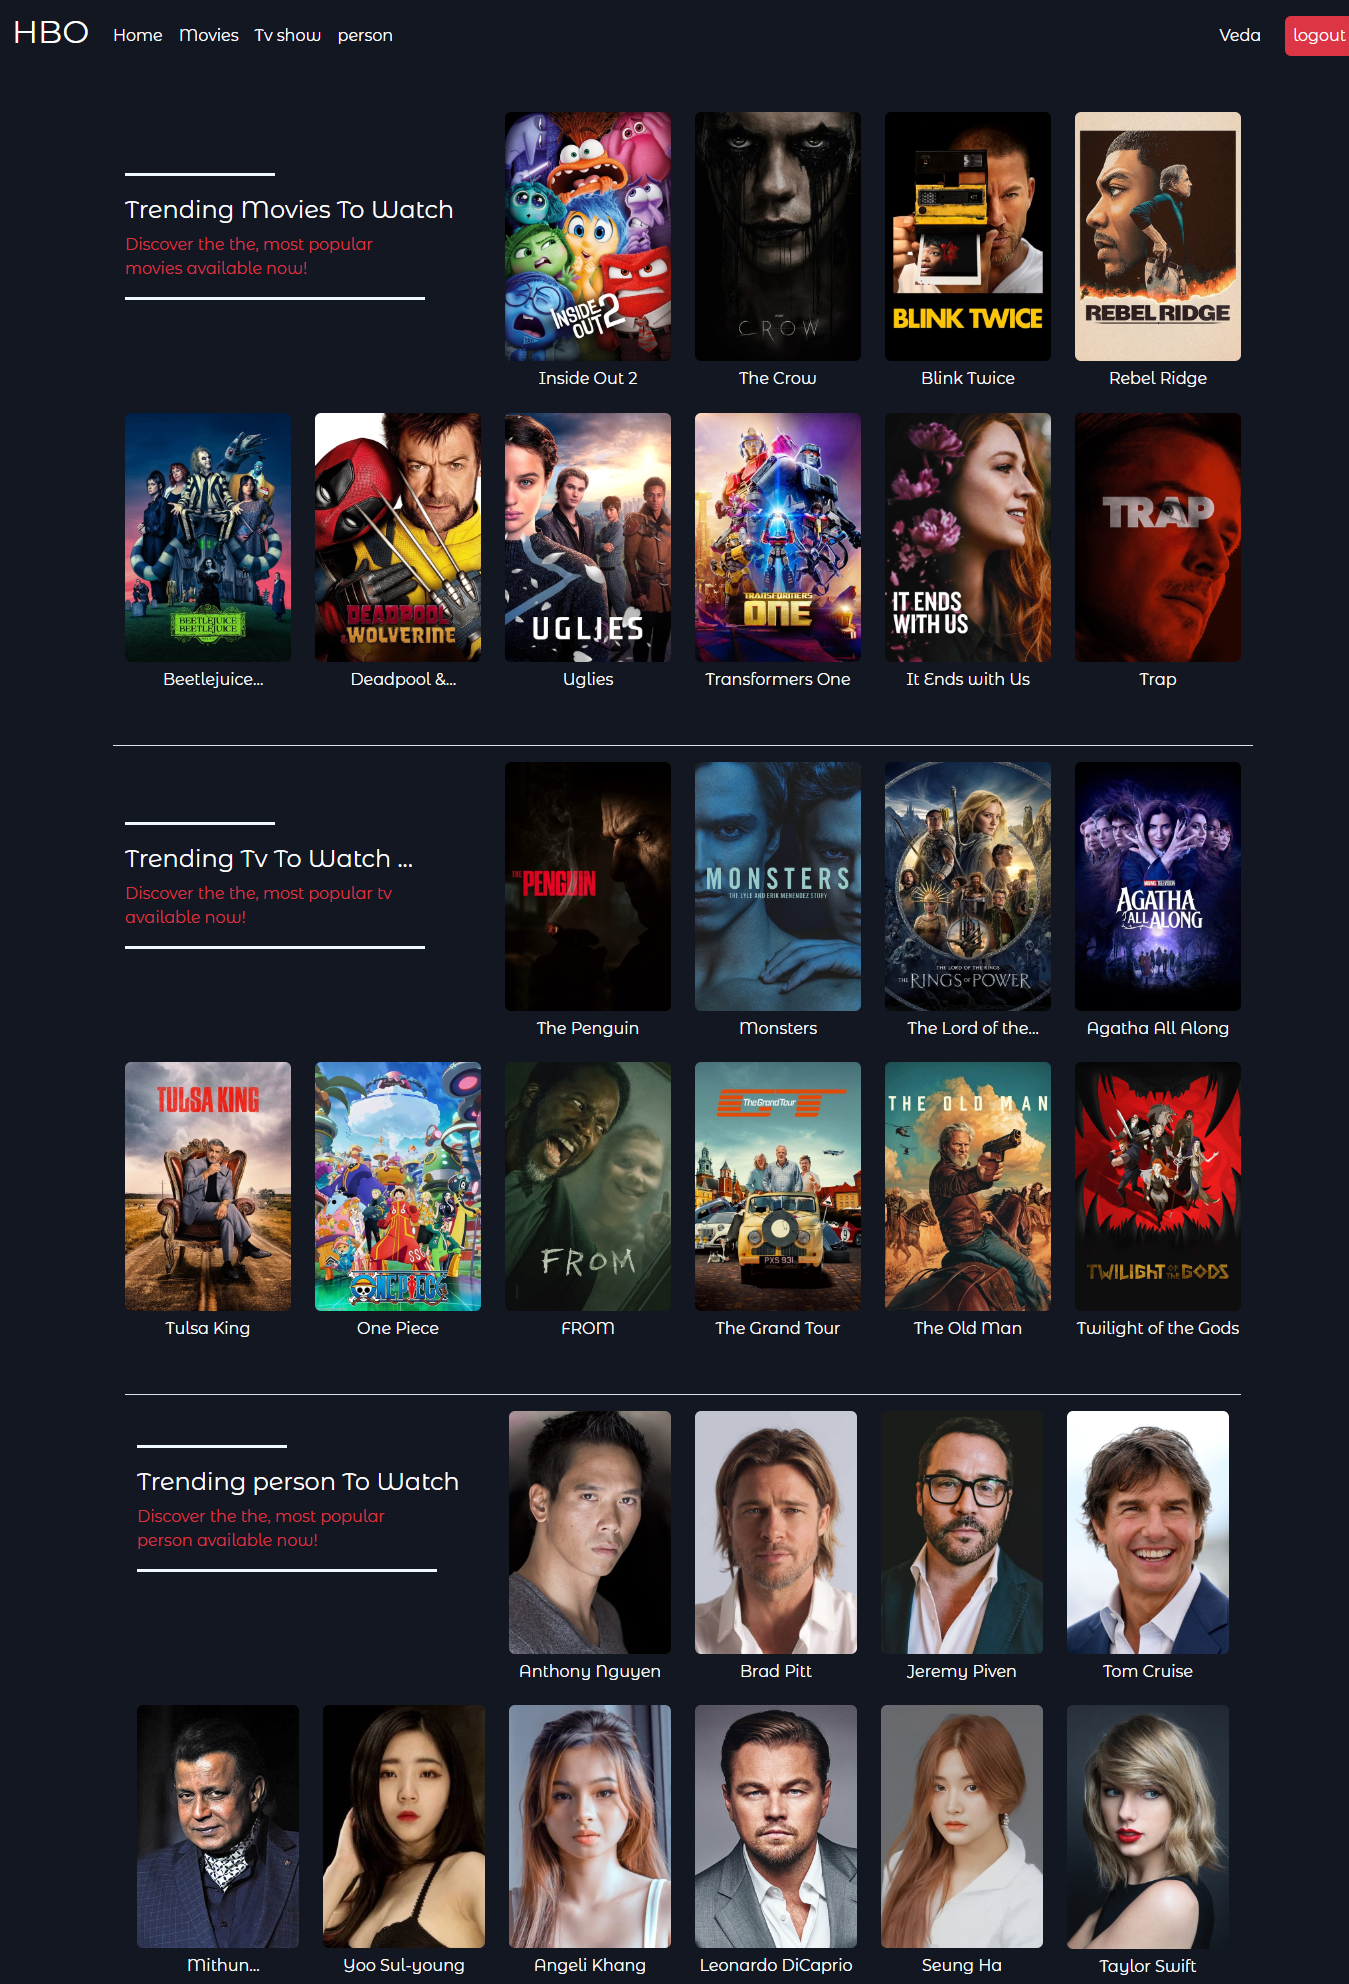 HBO Home Movies Tv show person Veda logout
Trending Movies To Watch
Discover the the, most popular
movies available now!
INSIDE
OUT 2
CROW
BLINK TWICE
REBEL RIDGE
Inside Out 2
The Crow
Blink Twice
Rebel Ridge
BEETLEJUICE
BEETLEJUICE
DEADPOOL
& WOLVERINE
UGLIES
TRANSFORMERS
ONE
IT ENDS
WITH US
TRAP
Beetlejuice...
Deadpool &...
Uglies
Transformers One
It Ends with Us
Trap
Trending Tv To Watch ...
Discover the the, most popular tv
available now!
THE PENGUIN
MONSTERS
THE LYLE AND ERIK MENENDEZ STORY
THE LORD OF THE RINGS
THE RINGS OF POWER
MARVEL TELEVISION
AGATHA
ALL ALONG
The Penguin
Monsters
The Lord of the...
Agatha All Along
TULSA KING
ONE PIECE
FROM
The Grand Tour
PXS 931
THE OLD MAN
TWILIGHT OF THE GODS
Tulsa King
One Piece
FROM
The Grand Tour
The Old Man
Twilight of the Gods
Trending person To Watch
Discover the the, most popular
person available now!
Anthony Nguyen
Brad Pitt
Jeremy Piven
Tom Cruise
Mithun...
Yoo Sul-young
Angeli Khang
Leonardo DiCaprio
Seung Ha
Taylor Swift